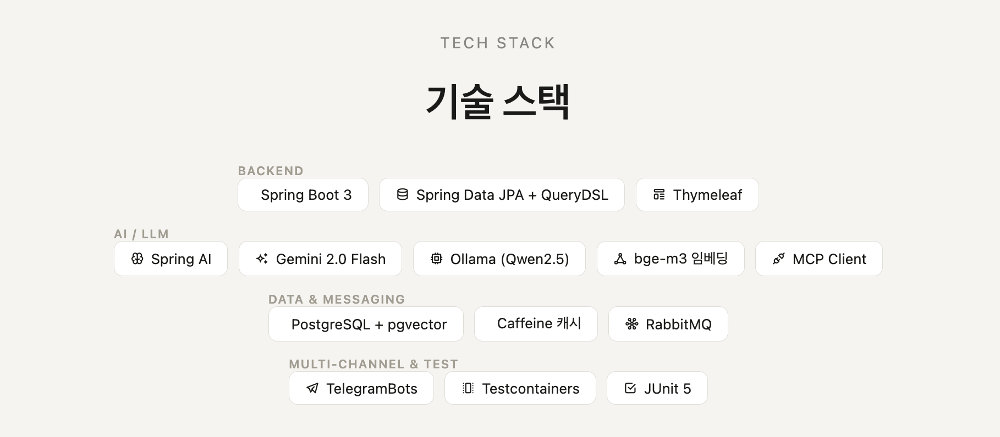 TECH STACK
기술 스택
BACKEND
Spring Boot 3 Spring Data JPA + QueryDSL Thymeleaf
AI / LLM
Spring AI Gemini 2.0 Flash Ollama (Qwen2.5) bge-m3 임베딩 MCP Client
DATA & MESSAGING
PostgreSQL + pgvector Caffeine 캐시 RabbitMQ
MULTI-CHANNEL & TEST
TelegramBots Testcontainers JUnit 5